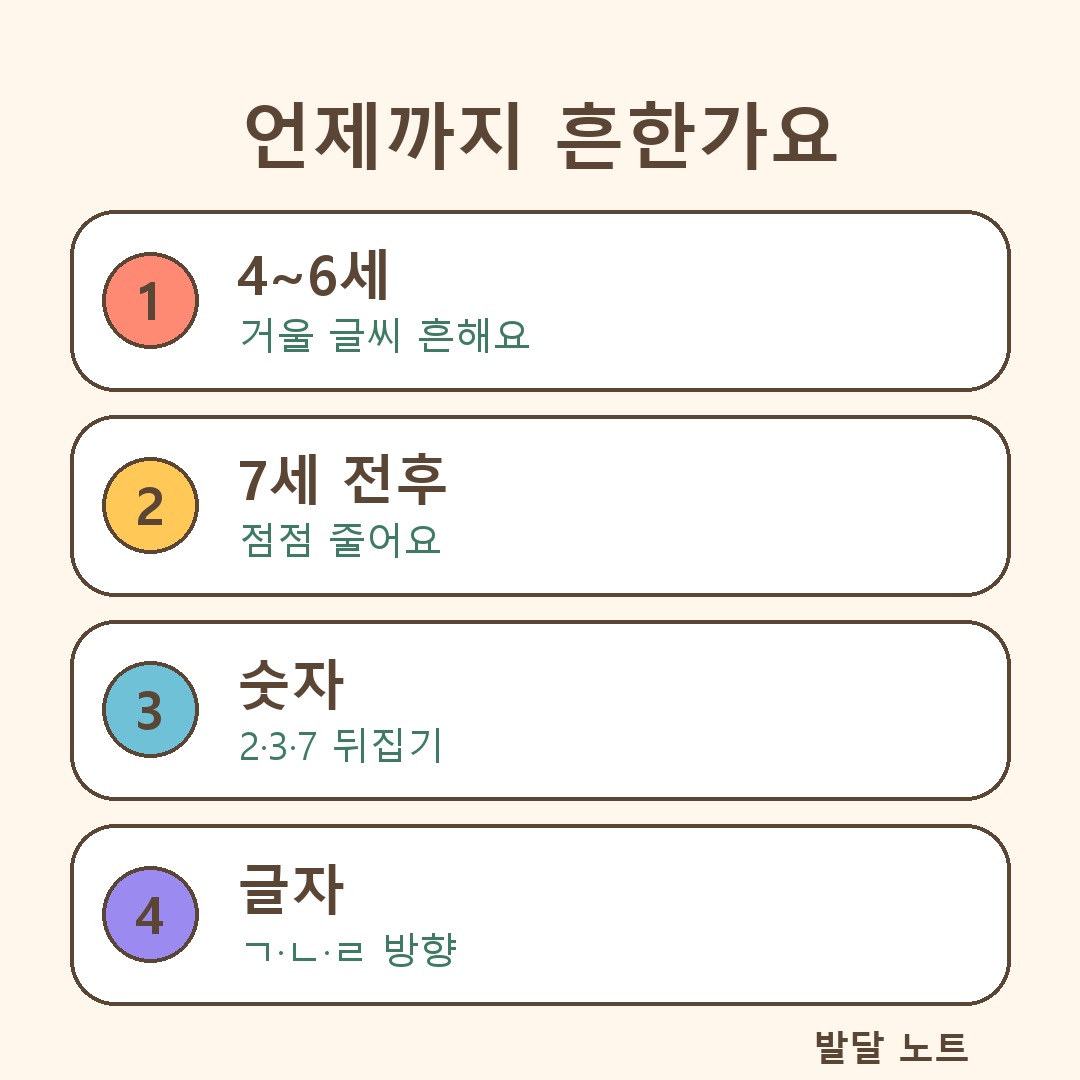 언제까지 흔한가요
1
4~6세
거울 글씨 흔해요
2
7세 전후
점점 줄어요
3
숫자
2·3·7 뒤집기
4
글자
ㄱ·ㄴ·ㄹ 방향
발달 노트